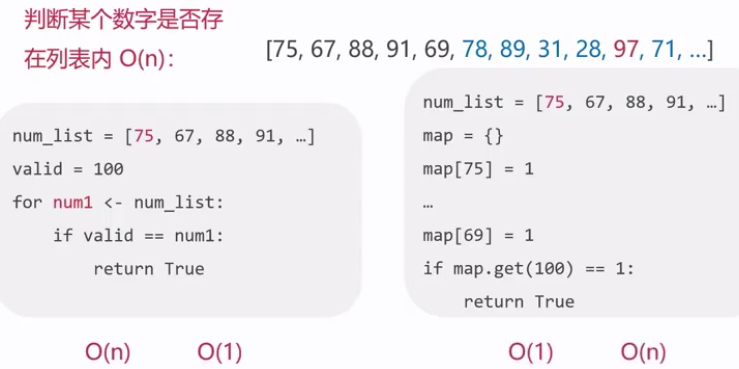 判断某个数字是否存
在列表内 O(n)：
[75, 67, 88, 91, 69, 78, 89, 31, 28, 97, 71, …]
num_list = [75, 67, 88, 91, …]
valid = 100
for num1 <- num_list:
if valid == num1:
return True
O(n) O(1)
num_list = [75, 67, 88, 91, …]
map = {}
map[75] = 1
…
map[69] = 1
if map.get(100) == 1:
return True
O(1) O(n)